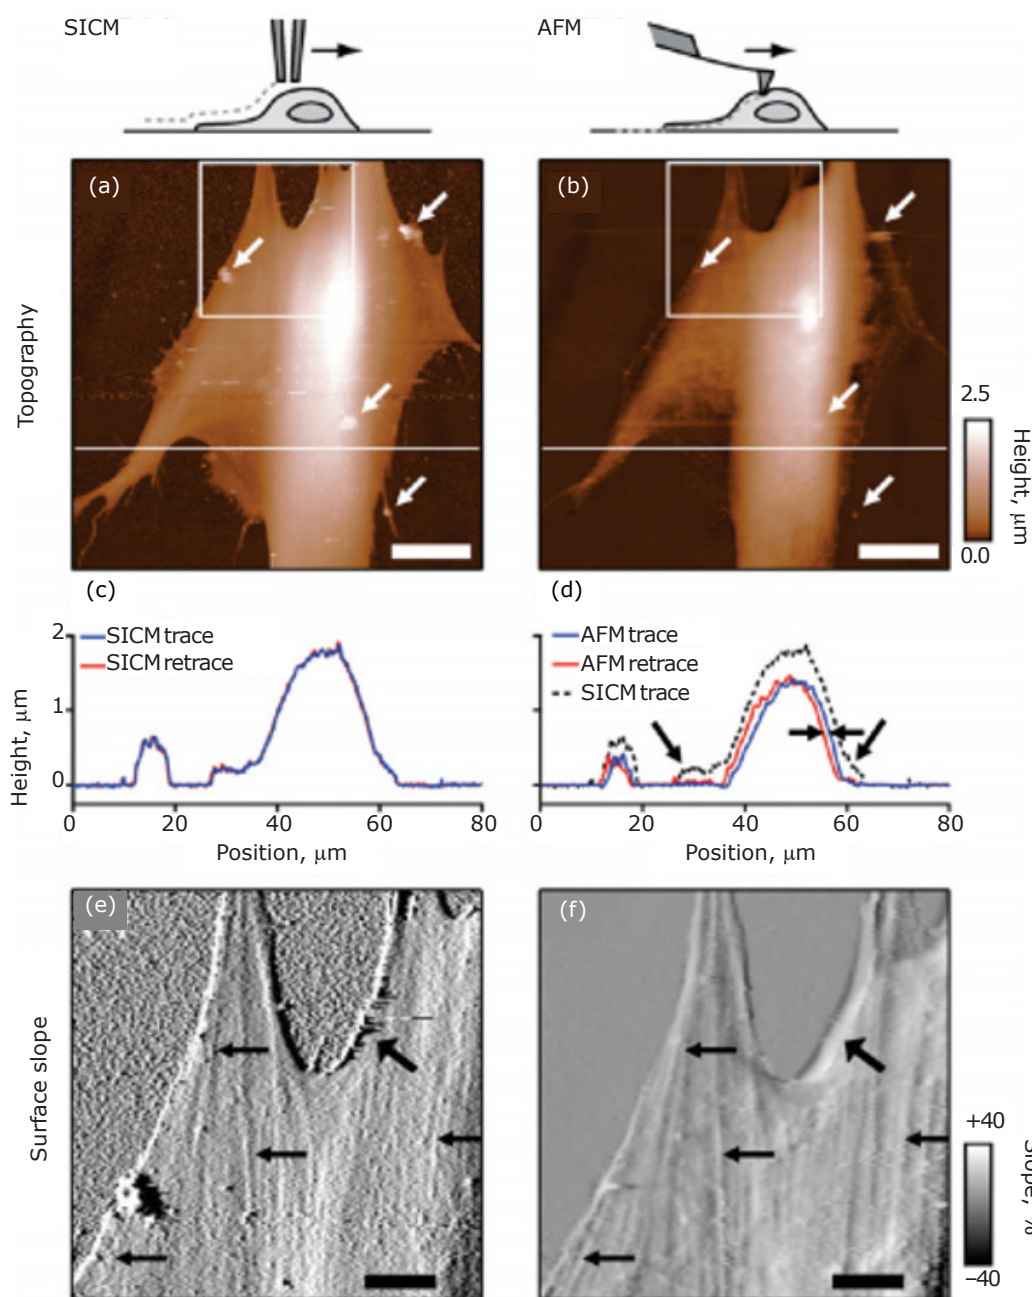 SICM
AFM
(a)
(b)
Topography
2.5
0.0
Height, μm
(c)
(d)
2
1
0
Height, μm
SICM trace
SICM retrace
AFM trace
AFM retrace
SICM trace
0
20
40
60
80
Position, μm
0
20
40
60
80
Position, μm
(e)
(f)
Surface slope
+40
−40
Slope, %